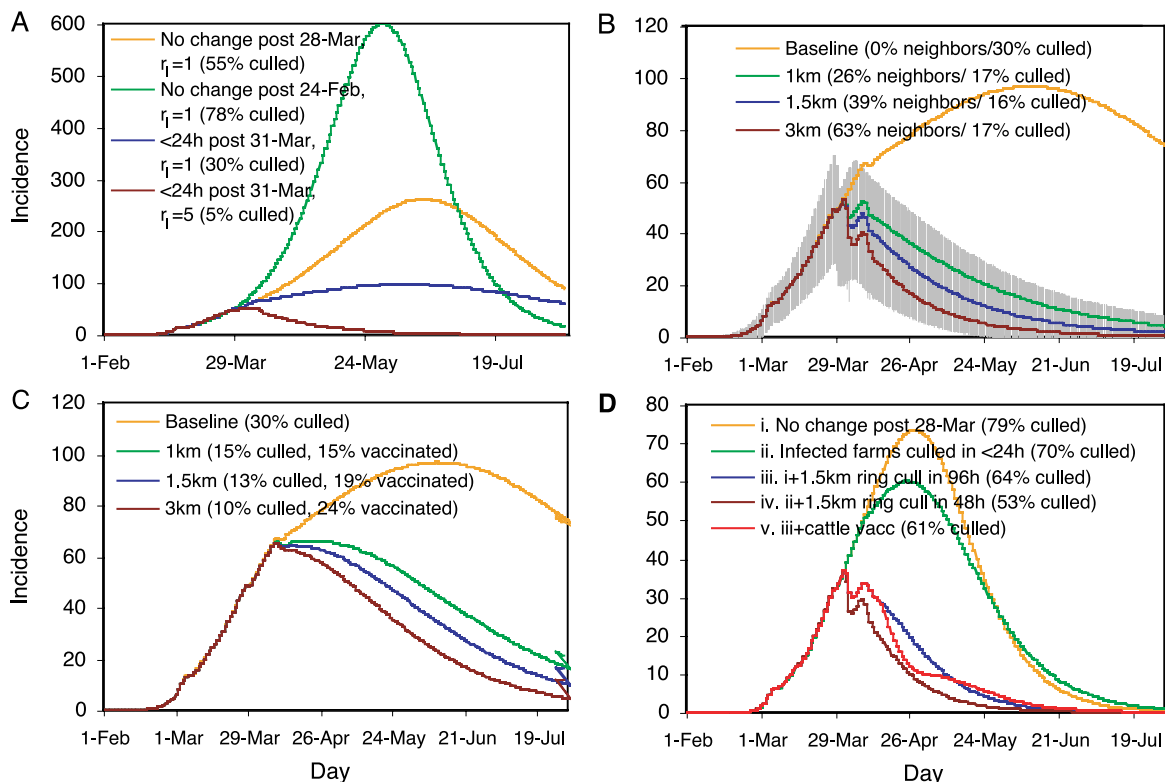 A
600
500
400
300
200
100
0
Incidence
No change post 28-Mar,
rI=1 (55% culled)
No change post 24-Feb,
rI=1 (78% culled)
<24h post 31-Mar,
rI=1 (30% culled)
<24h post 31-Mar,
rI=5 (5% culled)
1-Feb 29-Mar 24-May 19-Jul
B
120
100
80
60
40
20
0
Baseline (0% neighbors/30% culled)
1km (26% neighbors/ 17% culled)
1.5km (39% neighbors/ 16% culled)
3km (63% neighbors/ 17% culled)
1-Feb 1-Mar 29-Mar 26-Apr 24-May 21-Jun 19-Jul
C
120
100
80
60
40
20
0
Incidence
Baseline (30% culled)
1km (15% culled, 15% vaccinated)
1.5km (13% culled, 19% vaccinated)
3km (10% culled, 24% vaccinated)
1-Feb 1-Mar 29-Mar 26-Apr 24-May 21-Jun 19-Jul
Day
D
80
70
60
50
40
30
20
10
0
i. No change post 28-Mar (79% culled)
ii. Infected farms culled in <24h (70% culled)
iii. i+1.5km ring cull in 96h (64% culled)
iv. ii+1.5km ring cull in 48h (53% culled)
v. iii+cattle vacc (61% culled)
1-Feb 1-Mar 29-Mar 26-Apr 24-May 21-Jun 19-Jul
Day